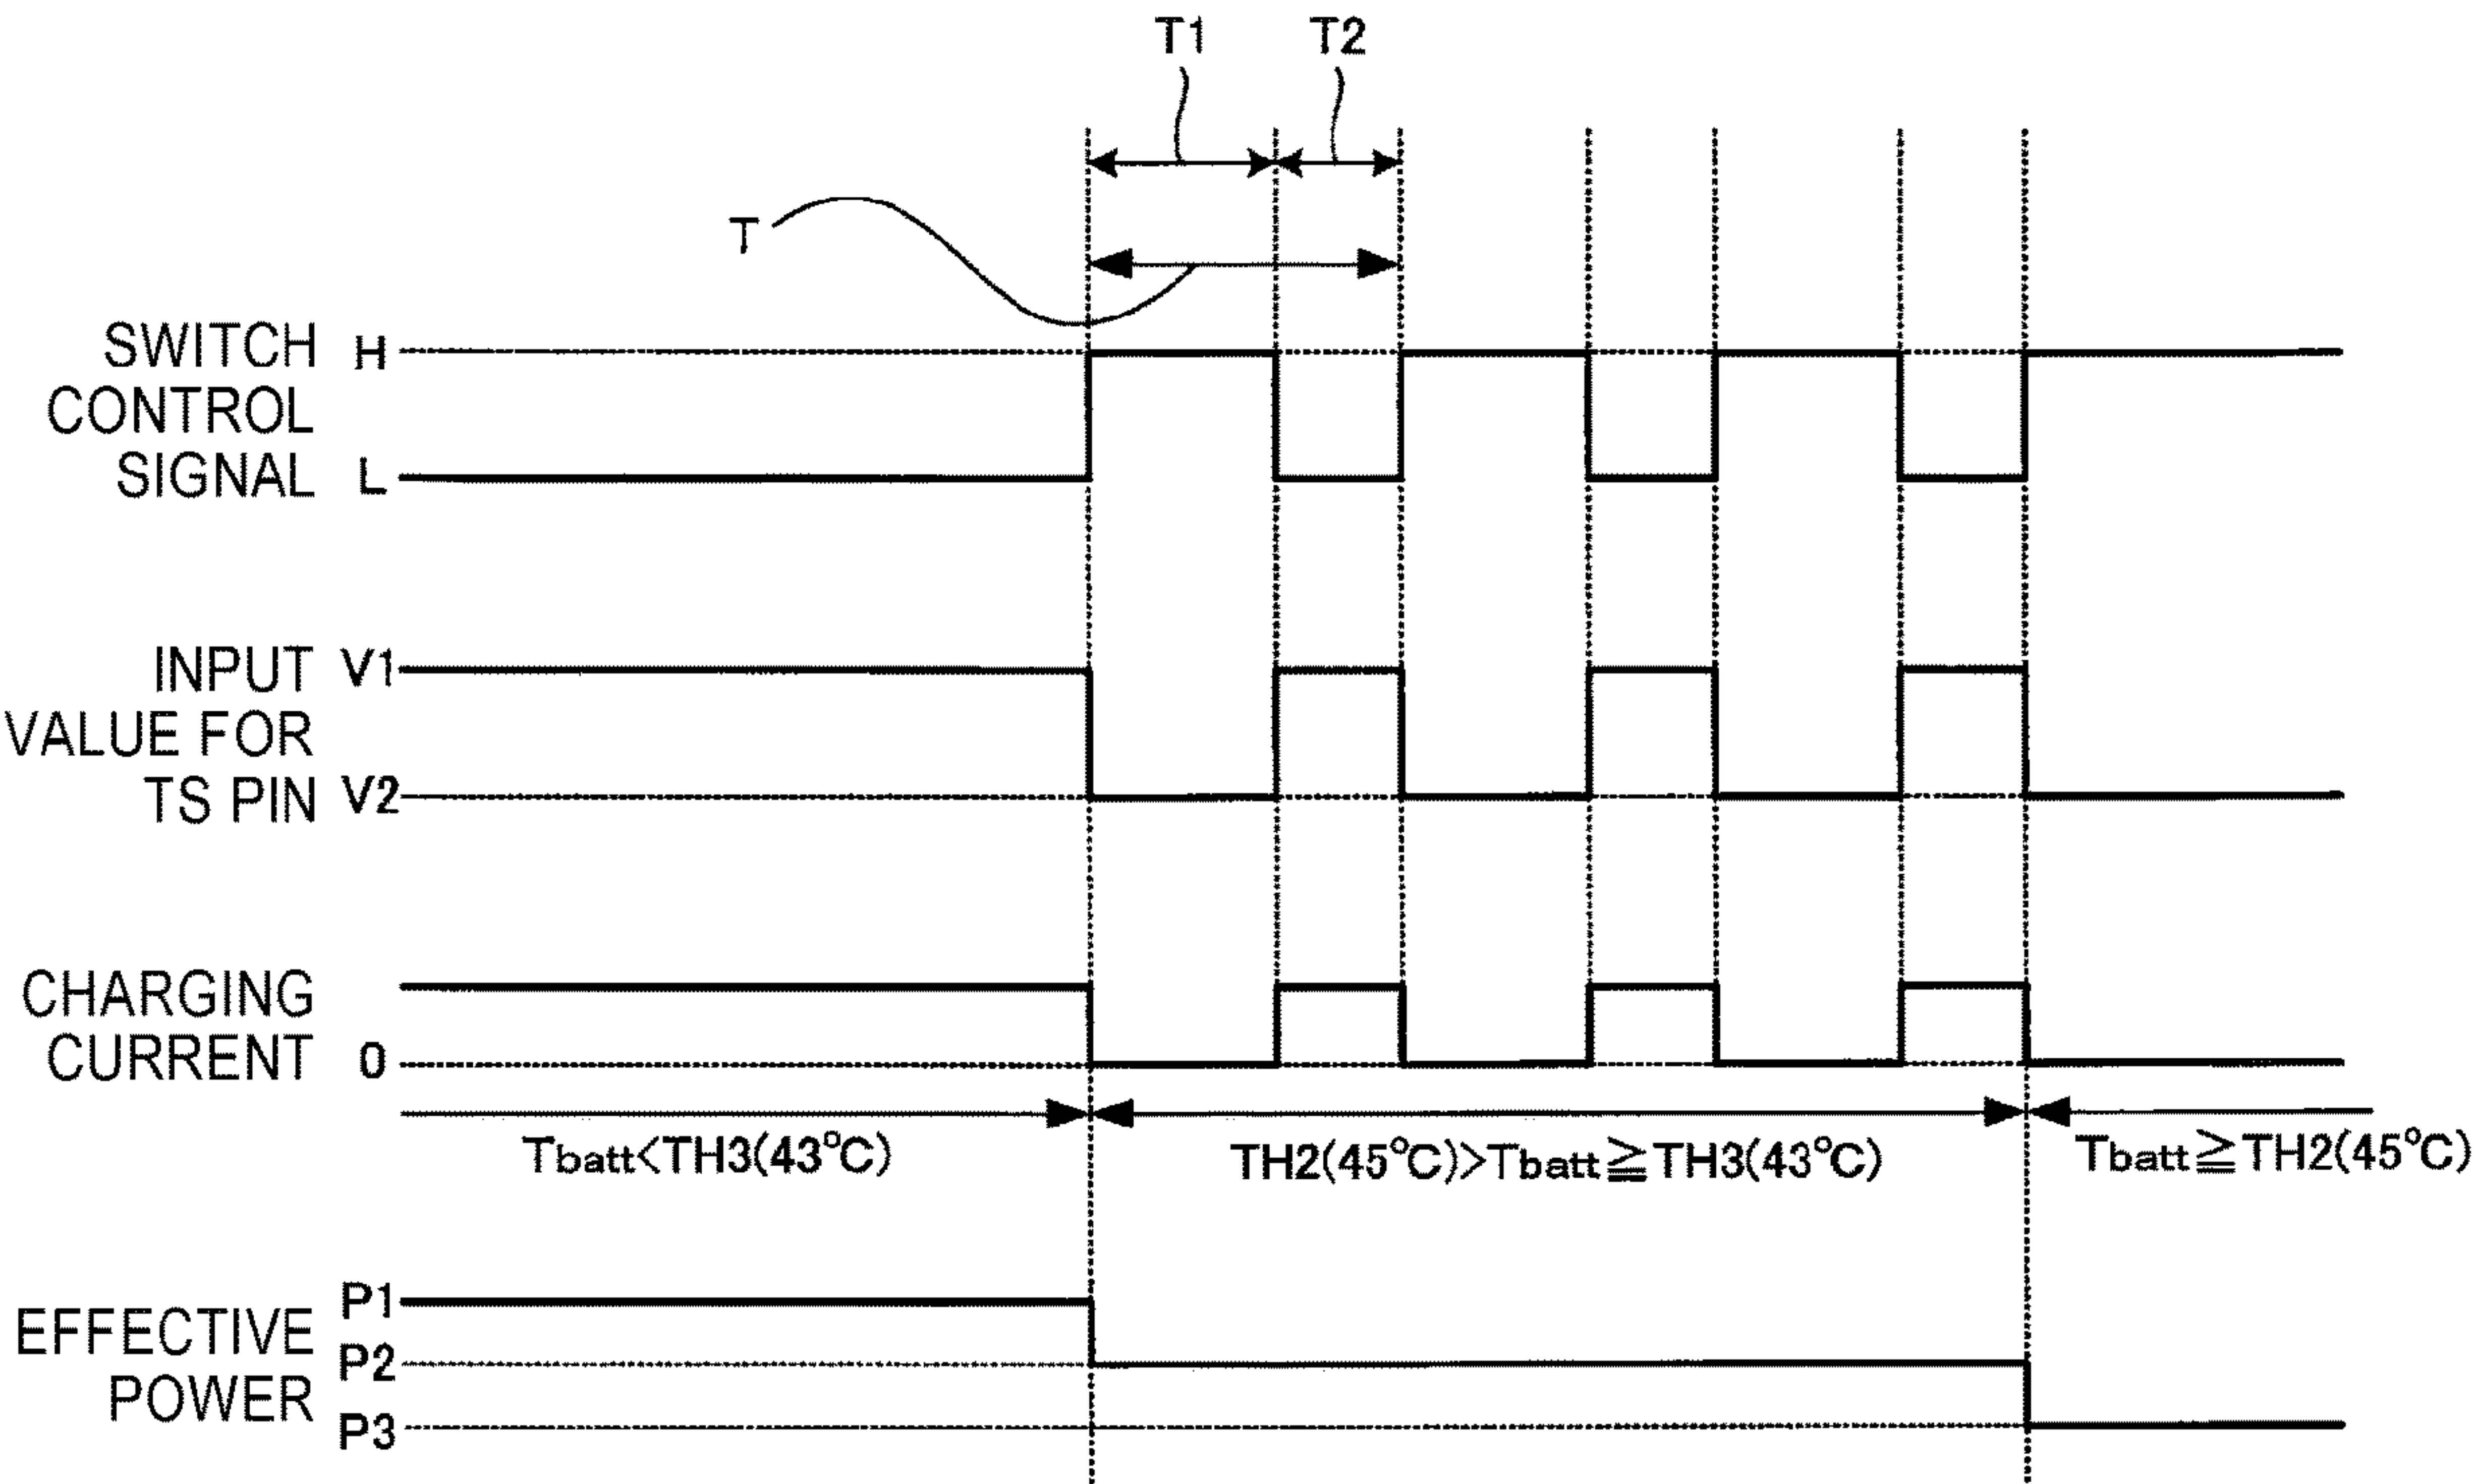 T1 T2
T
SWITCH H
CONTROL
SIGNAL L
INPUT V1
VALUE FOR
TS PIN V2
CHARGING
CURRENT 0
Tbatt<TH3(43°C) TH2(45°C)>Tbatt≧TH3(43°C) Tbatt≧TH2(45°C)
P1
EFFECTIVE
P2
POWER
P3